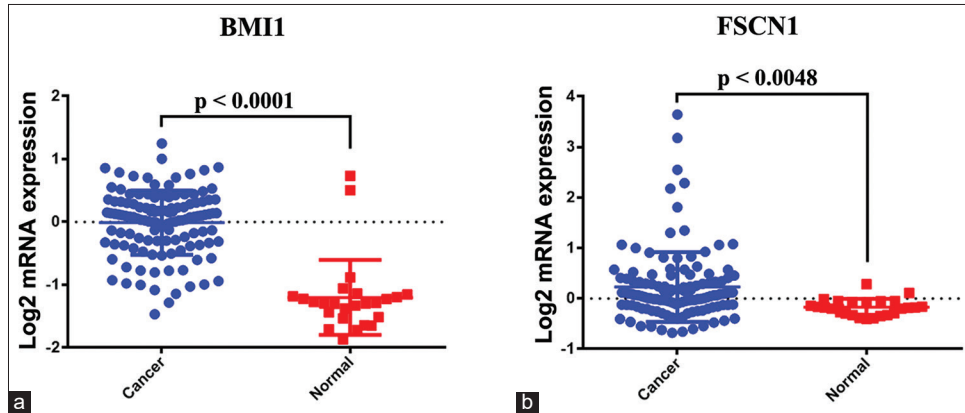 BMI1
p < 0.0001
Log2 mRNA expression
2
1
0
-1
-2
Cancer
Normal
a
FSCN1
p < 0.0048
Log2 mRNA expression
4
3
2
1
0
-1
Cancer
Normal
b